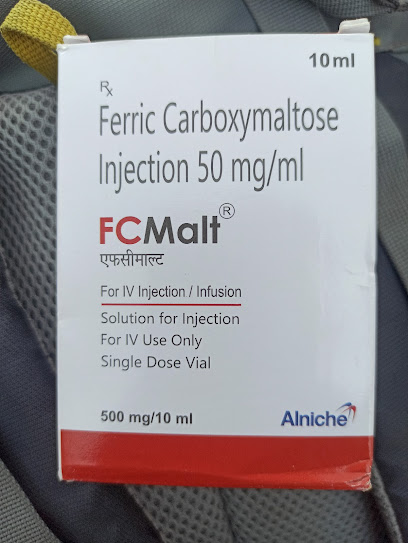 10ml
Rx
Ferric Carboxymaltose
Injection 50 mg/ml
FCMalt®
एफसीमाल्ट
For IV Injection / Infusion
Solution for Injection
For IV Use Only
Single Dose Vial
500 mg/10 ml
Alniche